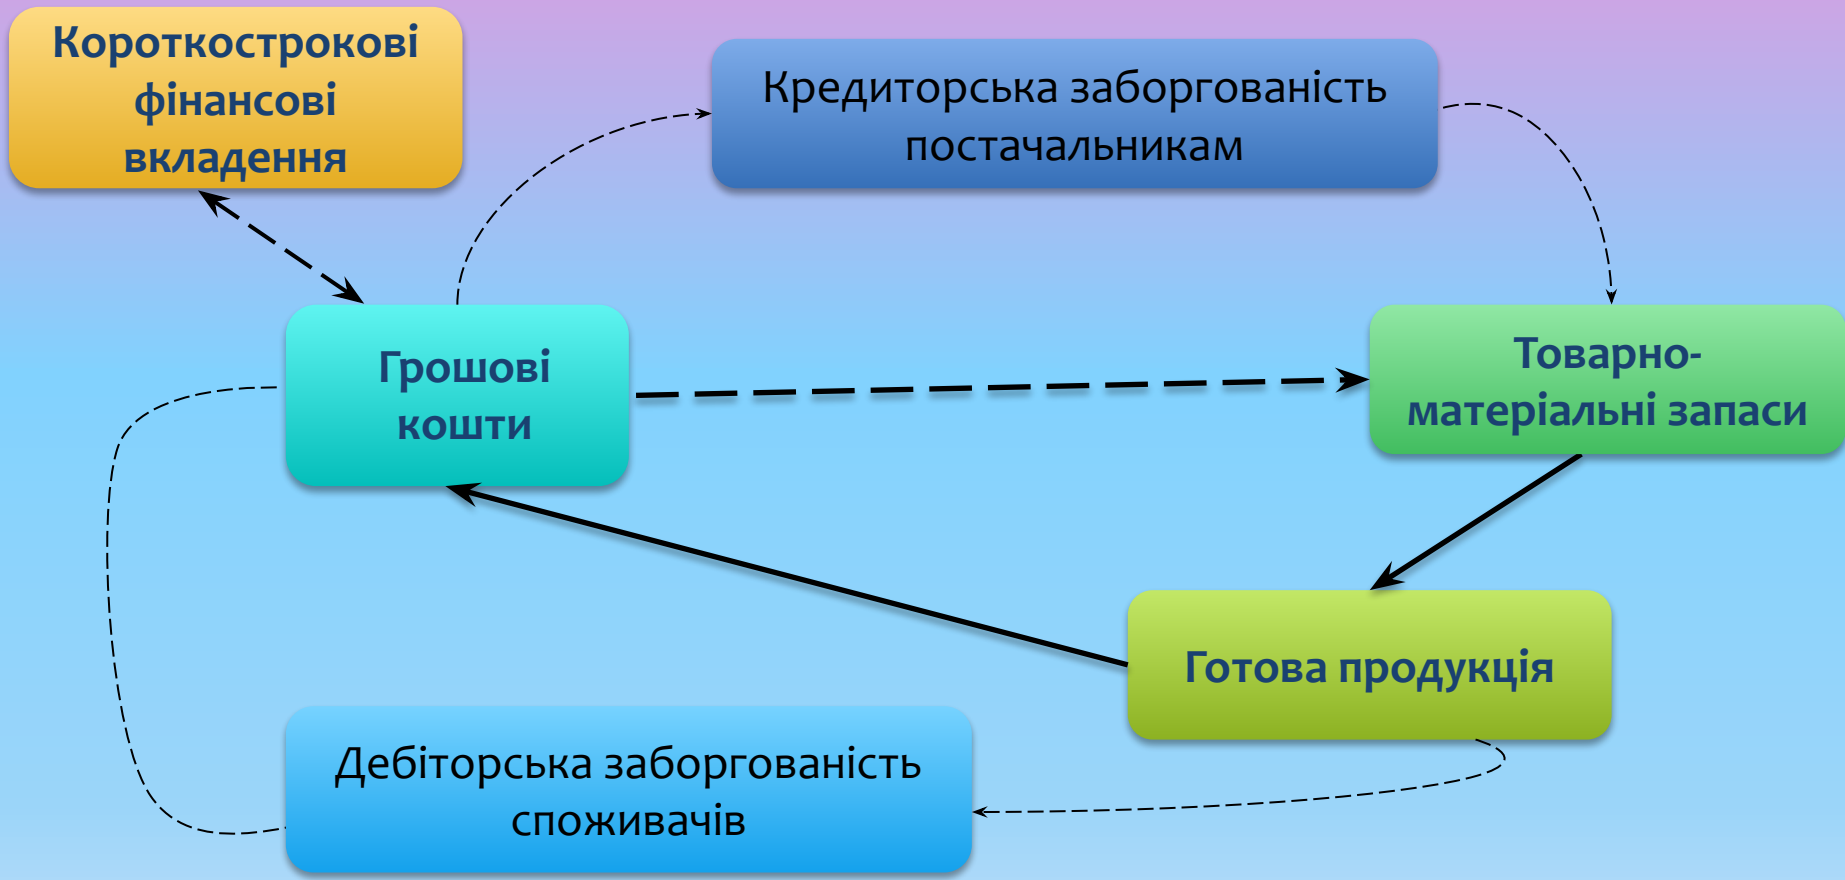 Короткострокові
фінансові
вкладення
Кредиторська заборгованість
постачальникам
Грошові
кошти
Товарно-
матеріальні запаси
Готова продукція
Дебіторська заборгованість
споживачів